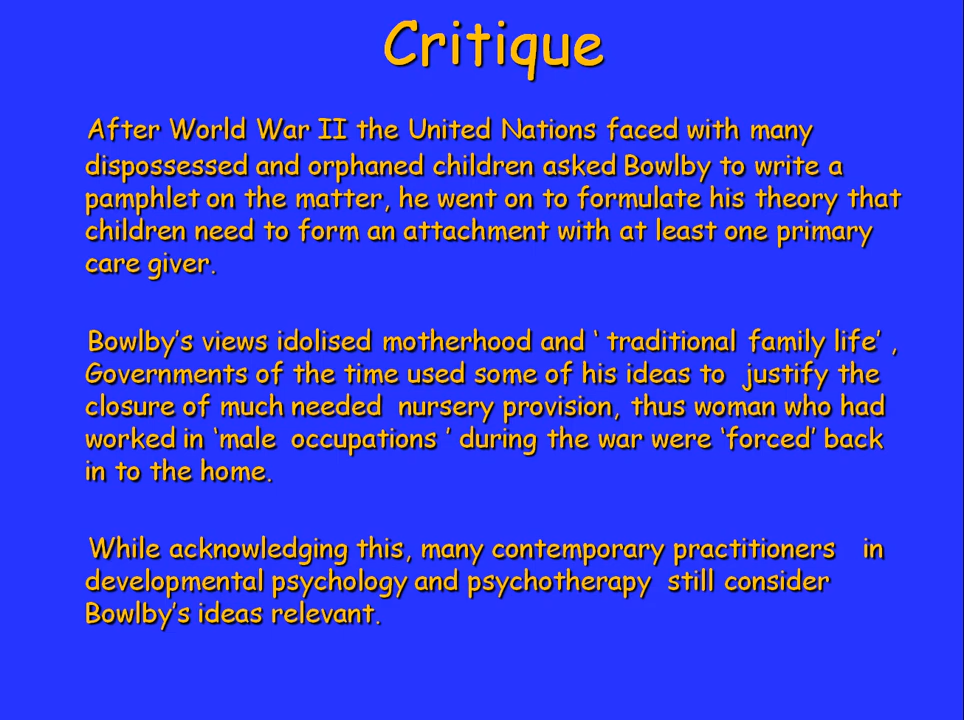 Critique
After World War II the United Nations faced with many
dispossessed and orphaned children asked Bowlby to write a
pamphlet on the matter, he went on to formulate his theory that
children need to form an attachment with at least one primary
care giver.
Bowlby's views idolised motherhood and ‘ traditional family life’ ,
Governments of the time used some of his ideas to justify the
closure of much needed nursery provision, thus woman who had
worked in ‘male occupations ’ during the war were ‘forced’ back
in to the home.
While acknowledging this, many contemporary practitioners in
developmental psychology and psychotherapy still consider
Bowlby's ideas relevant.